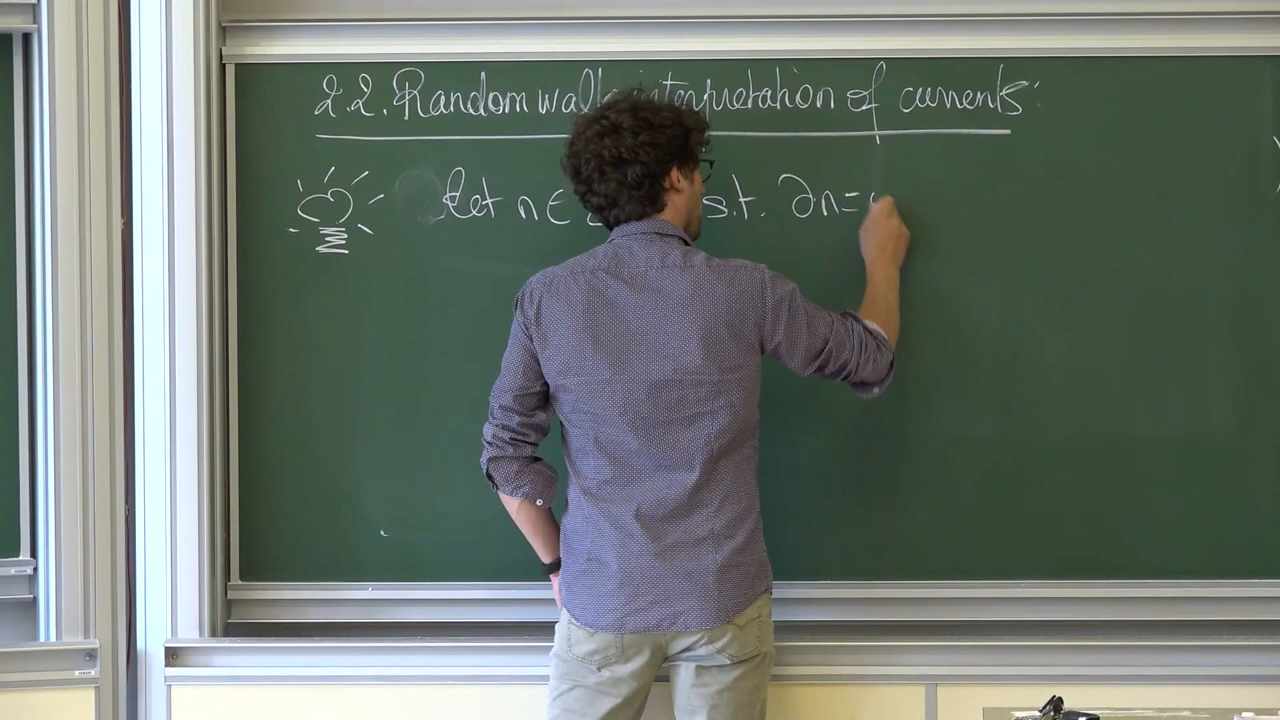 2.2. Random walk interpretation of currents:
Let n ∈ s.t. ∂n=